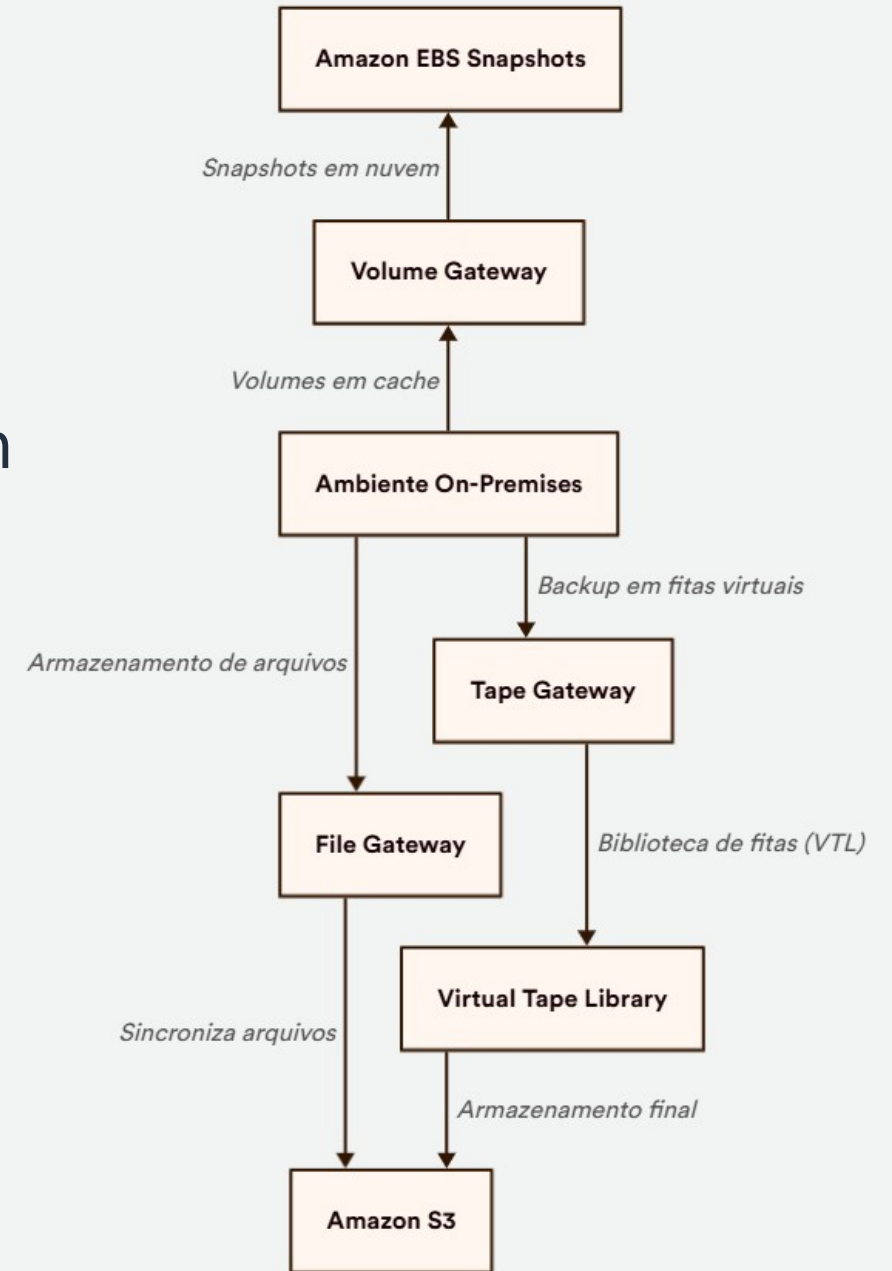 Amazon EBS Snapshots
Snapshots em nuvem
Volume Gateway
Volumes em cache
n
Ambiente On-Premises
Backup em fitas virtuais
Armazenamento de arquivos
Tape Gateway
File Gateway
Biblioteca de fitas (VTL)
Virtual Tape Library
Sincroniza arquivos
Armazenamento final
Amazon S3